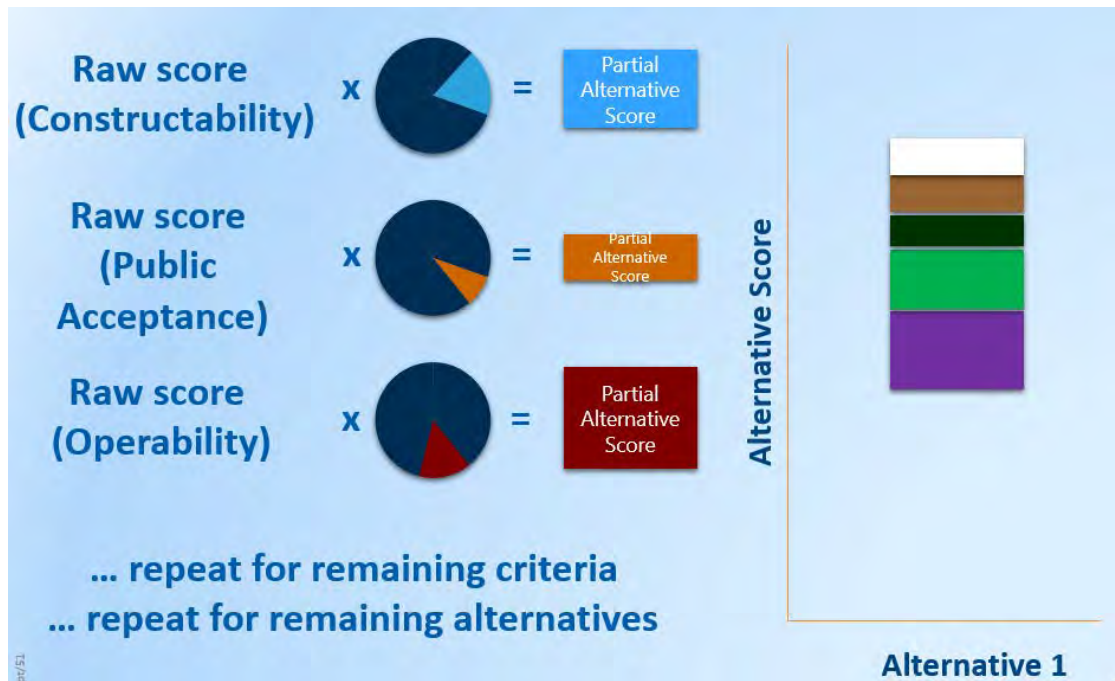 Raw score
(Constructability)
x
=
Partial
Alternative
Score
Raw score
(Public
Acceptance)
x
=
Partial
Alternative
Score
Raw score
(Operability)
x
=
Partial
Alternative
Score
... repeat for remaining criteria
... repeat for remaining alternatives
Alternative Score
Alternative 1